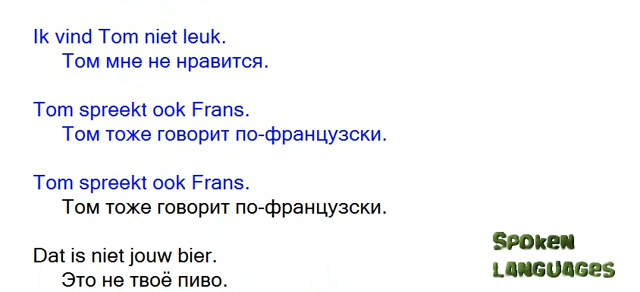 Ik vind Tom niet leuk.
Том мне не нравится.
Tom spreekt ook Frans.
Том тоже говорит по-французски.
Tom spreekt ook Frans.
Том тоже говорит по-французски.
Dat is niet jouw bier.
Это не твоё пиво.
SPOKEN
LANGUAGES